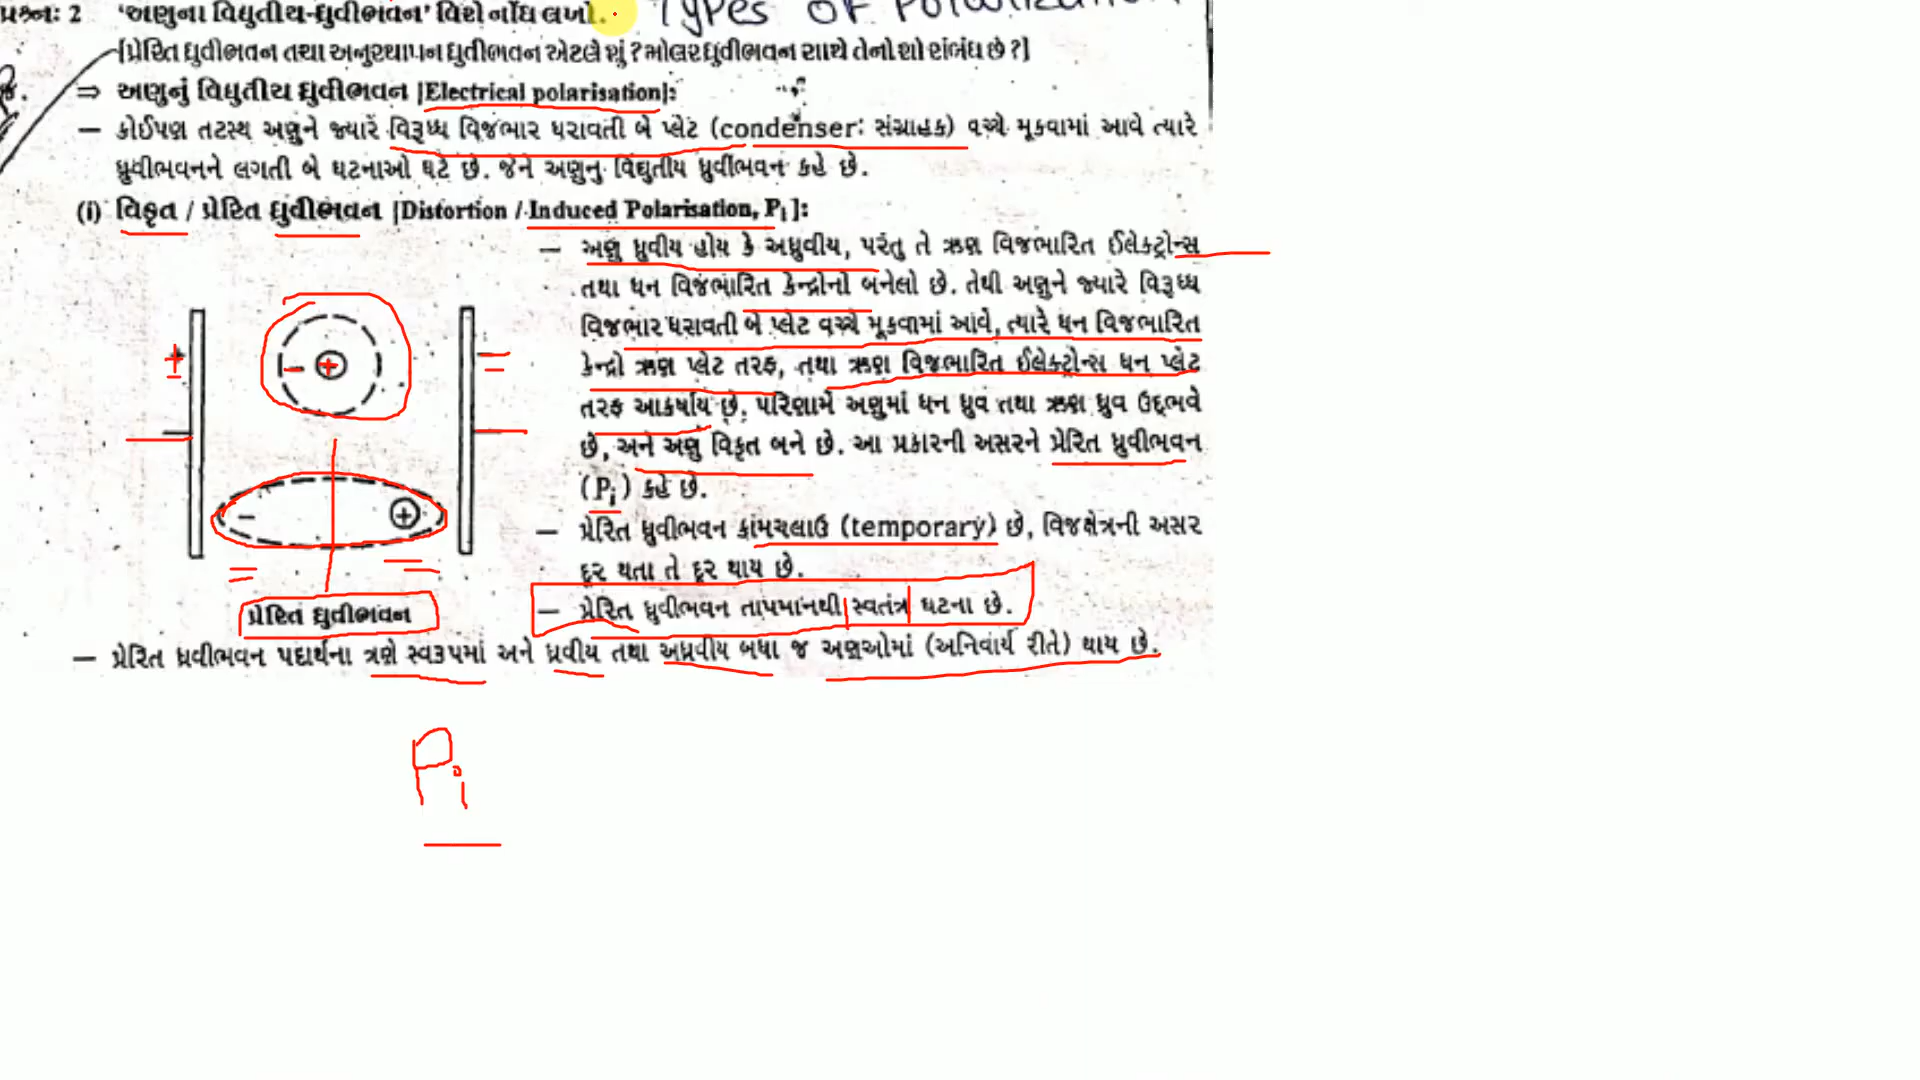 પ્રશ્નઃ 2 'અણુના વિદ્યુતીય-ધ્રુવીભવન' વિશે નોંધ લખો. Types Of Polarization
[પ્રેરિત ધ્રુવીભવન તથા અનુસ્થાપન ધ્રુવીભવન એટલે શું? મોલર ધ્રુવીભવન સાથે તેનો શો સંબંધ છે?]
⇒ અણુનું વિધુતીય ધ્રુવીભવન [Electrical polarisation]:
— કોઈપણ તટસ્થ અણુને જ્યારે વિરૂધ્ધ વિજભાર ધરાવતી બે પ્લેટ (condenser: સંગ્રાહક) વચ્ચે મૂકવામાં આવે ત્યારે
ધ્રુવીભવનને લગતી બે ઘટનાઓ ઘટે છે. જેને અણુનુ વિદ્યુતીય ધ્રુવીભવન કહે છે.
(i) વિકૃત / પ્રેરિત ધ્રુવીભવન [Distortion / Induced Polarisation, Pi]:
— અણુ ધ્રુવીય હોય કે અધ્રુવીય, પરંતુ તે ઋણ વિજભારિત ઈલેક્ટ્રોન્સ
તથા ધન વિજભારિત કેન્દ્રોનો બનેલો છે. તેથી અણુને જ્યારે વિરૂધ્ધ
વિજભાર ધરાવતી બે પ્લેટ વચ્ચે મૂકવામાં આવે, ત્યારે ધન વિજભારિત
કેન્દ્રો ઋણ પ્લેટ તરફ, તથા ઋણ વિજભારિત ઈલેક્ટ્રોન્સ ધન પ્લેટ
તરફ આકર્ષાય છે. પરિણામે અણુમાં ધન ધ્રુવ તથા ઋણ ધ્રુવ ઉદ્ભવે
છે, અને અણુ વિકૃત બને છે. આ પ્રકારની અસરને પ્રેરિત ધ્રુવીભવન
(Pi) કહે છે.
— પ્રેરિત ધ્રુવીભવન કામચલાઉ (temporary) છે, વિજક્ષેત્રની અસર
દૂર થતા તે દૂર થાય છે.
— પ્રેરિત ધ્રુવીભવન તાપમાનથી સ્વતંત્ર ઘટના છે.
+ - + =
- +
પ્રેરિત ધ્રુવીભવન
— પ્રેરિત ધ્રુવીભવન પદાર્થના ત્રણે સ્વરૂપમાં અને ધ્રુવીય તથા અધ્રુવીય બધા જ અણુઓમાં (અનિવાર્ય રીતે) થાય છે.
Pi